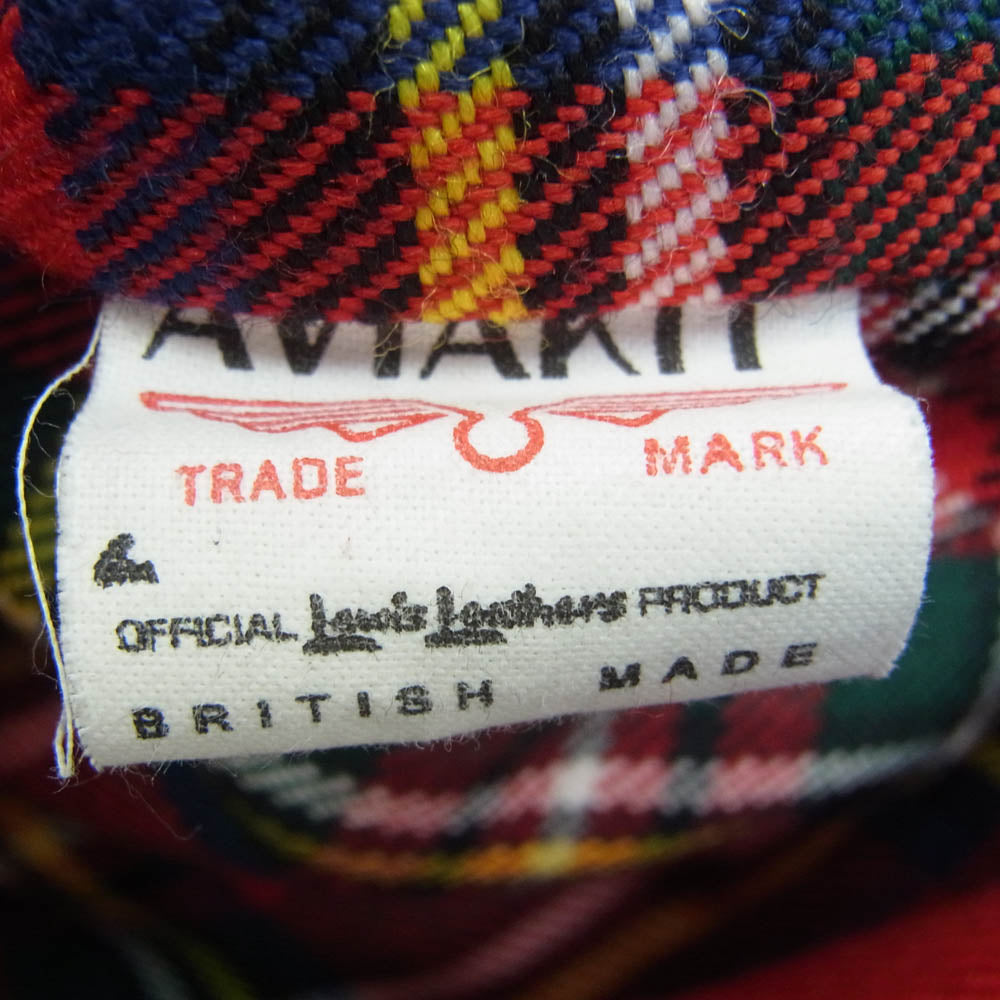 AVIAKIT
TRADE MARK
OFFICIAL Lewis Leathers PRODUCT
BRITISH MADE